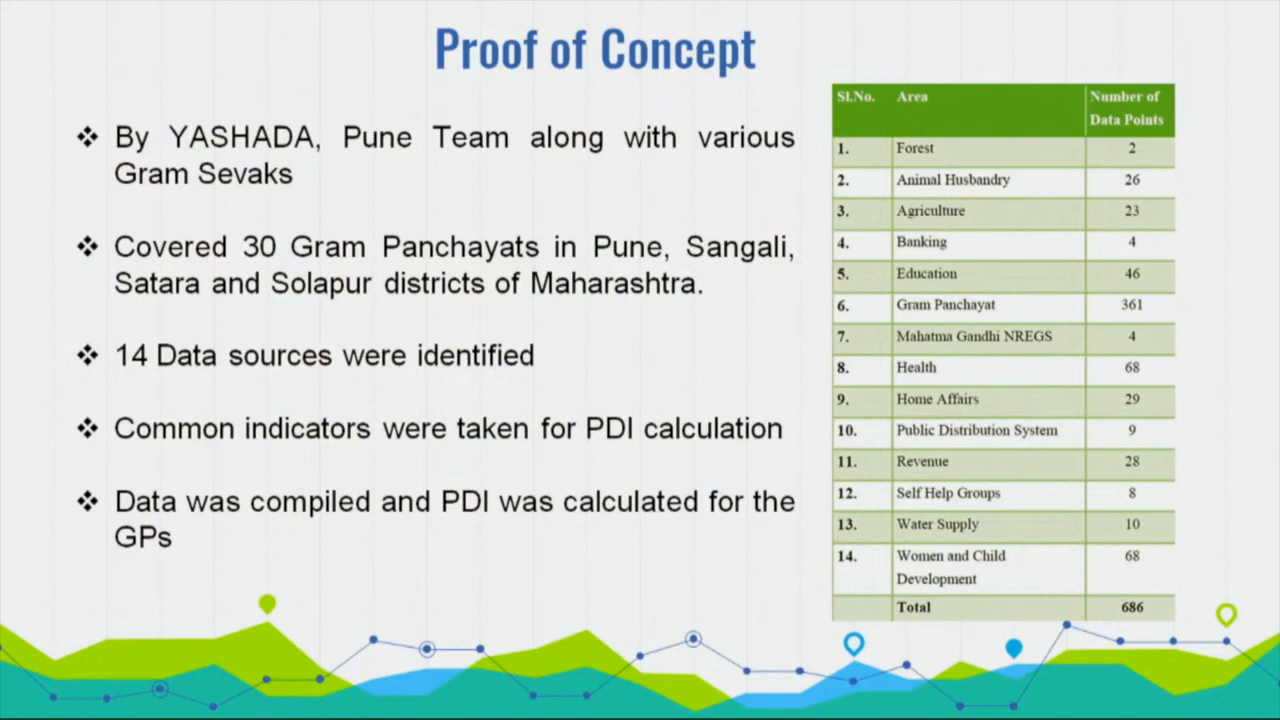 Proof of Concept
❖ By YASHADA, Pune Team along with various
Gram Sevaks
❖ Covered 30 Gram Panchayats in Pune, Sangali,
Satara and Solapur districts of Maharashtra.
❖ 14 Data sources were identified
❖ Common indicators were taken for PDI calculation
❖ Data was compiled and PDI was calculated for the
GPs
Sl.No. Area Number of
Data Points
1. Forest 2
2. Animal Husbandry 26
3. Agriculture 23
4. Banking 4
5. Education 46
6. Gram Panchayat 361
7. Mahatma Gandhi NREGS 4
8. Health 68
9. Home Affairs 29
10. Public Distribution System 9
11. Revenue 28
12. Self Help Groups 8
13. Water Supply 10
14. Women and Child 68
Development
Total 686